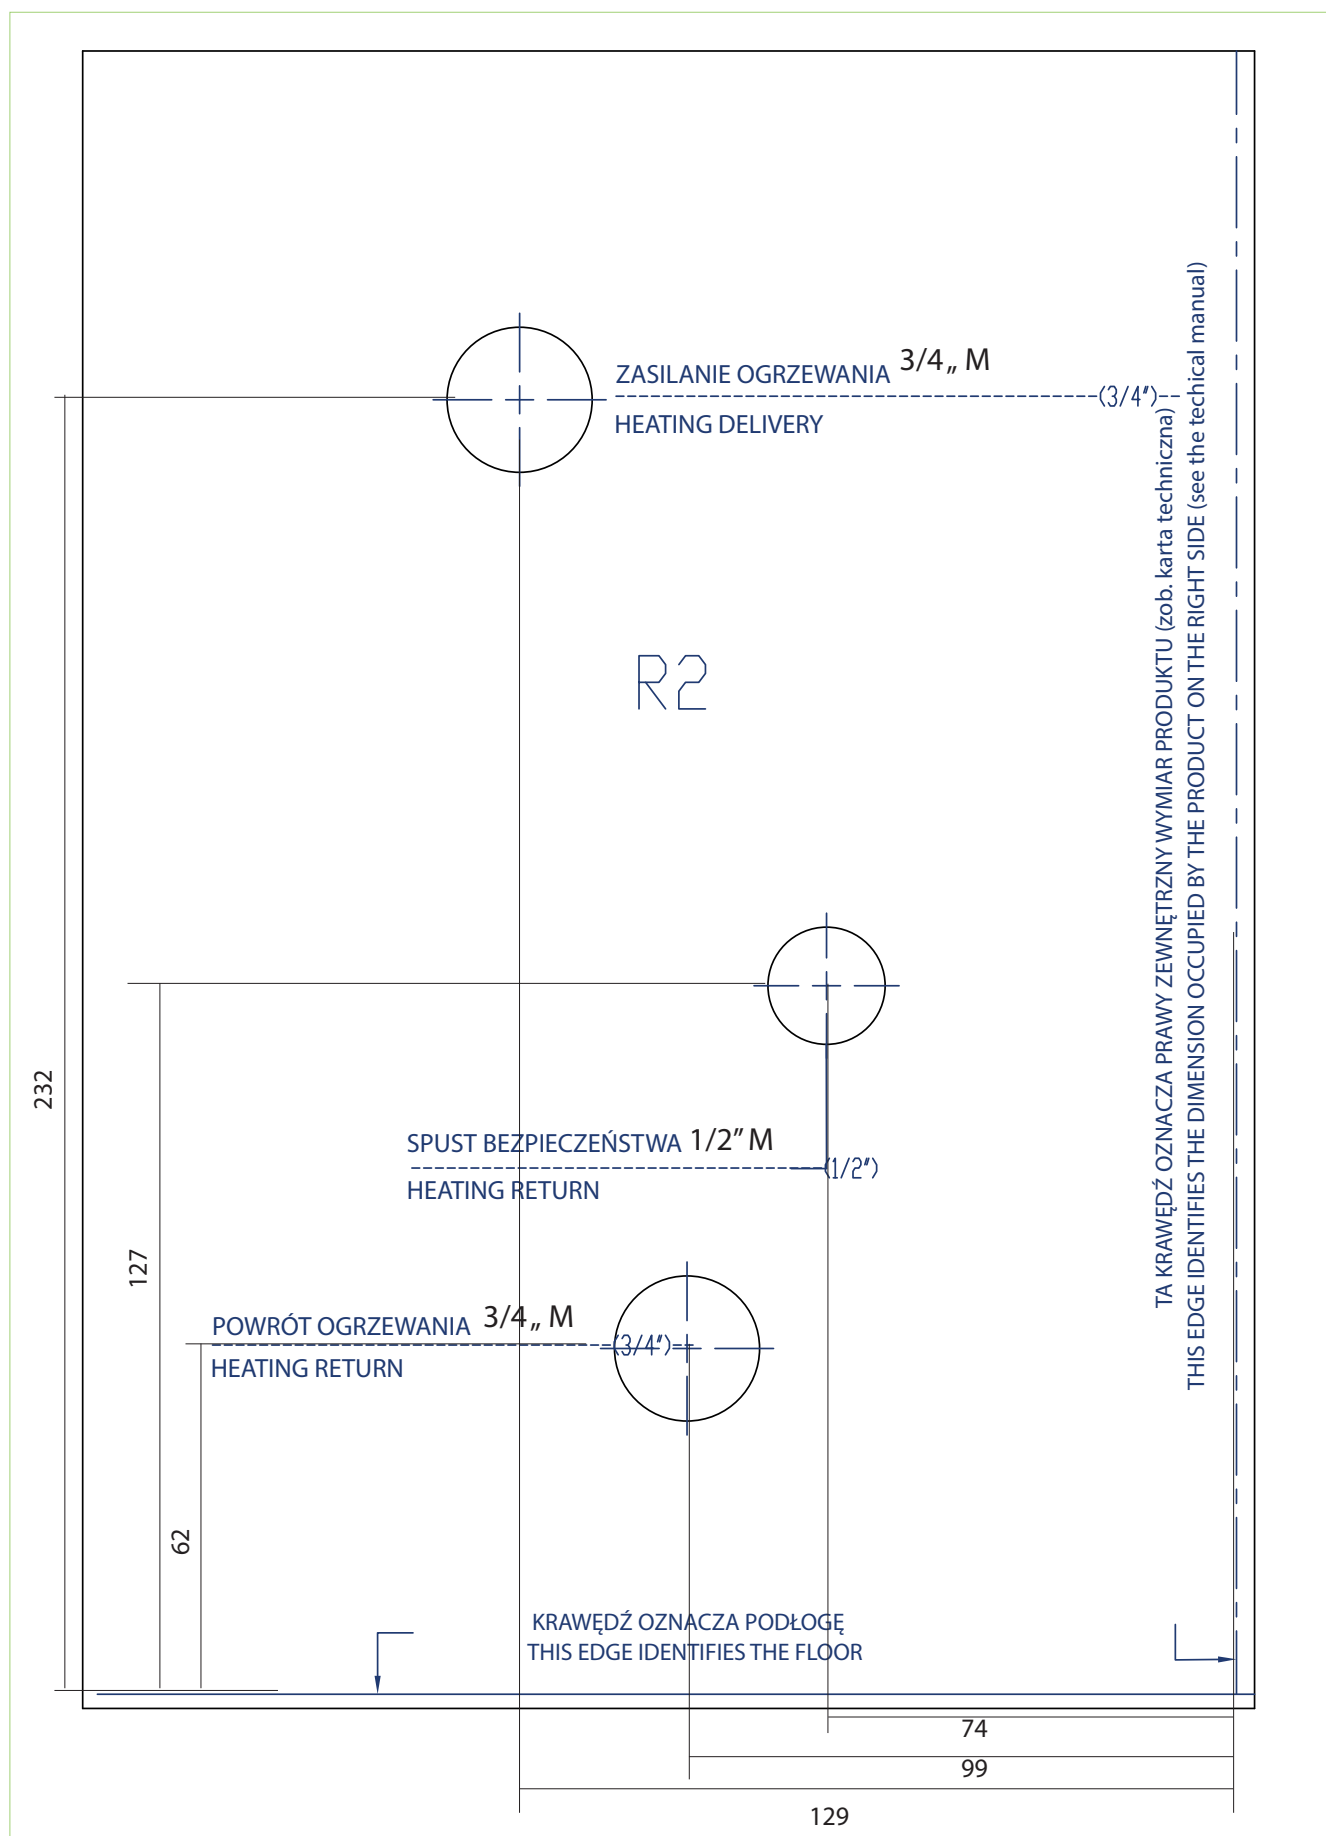 ZASILANIE OGRZEWANIA 3/4„ M
(3/4")
HEATING DELIVERY
TA KRAWĘDŹ OZNACZA PRAWY ZEWNĘTRZNY WYMIAR PRODUKTU (zob. karta techniczna)
THIS EDGE IDENTIFIES THE DIMENSION OCCUPIED BY THE PRODUCT ON THE RIGHT SIDE (see the techical manual)
R2
232
SPUST BEZPIECZEŃSTWA 1/2” M
(1/2")
HEATING RETURN
127
POWRÓT OGRZEWANIA 3/4„ M
(3/4")
HEATING RETURN
62
KRAWĘDŹ OZNACZA PODŁOGĘ
THIS EDGE IDENTIFIES THE FLOOR
74
99
129